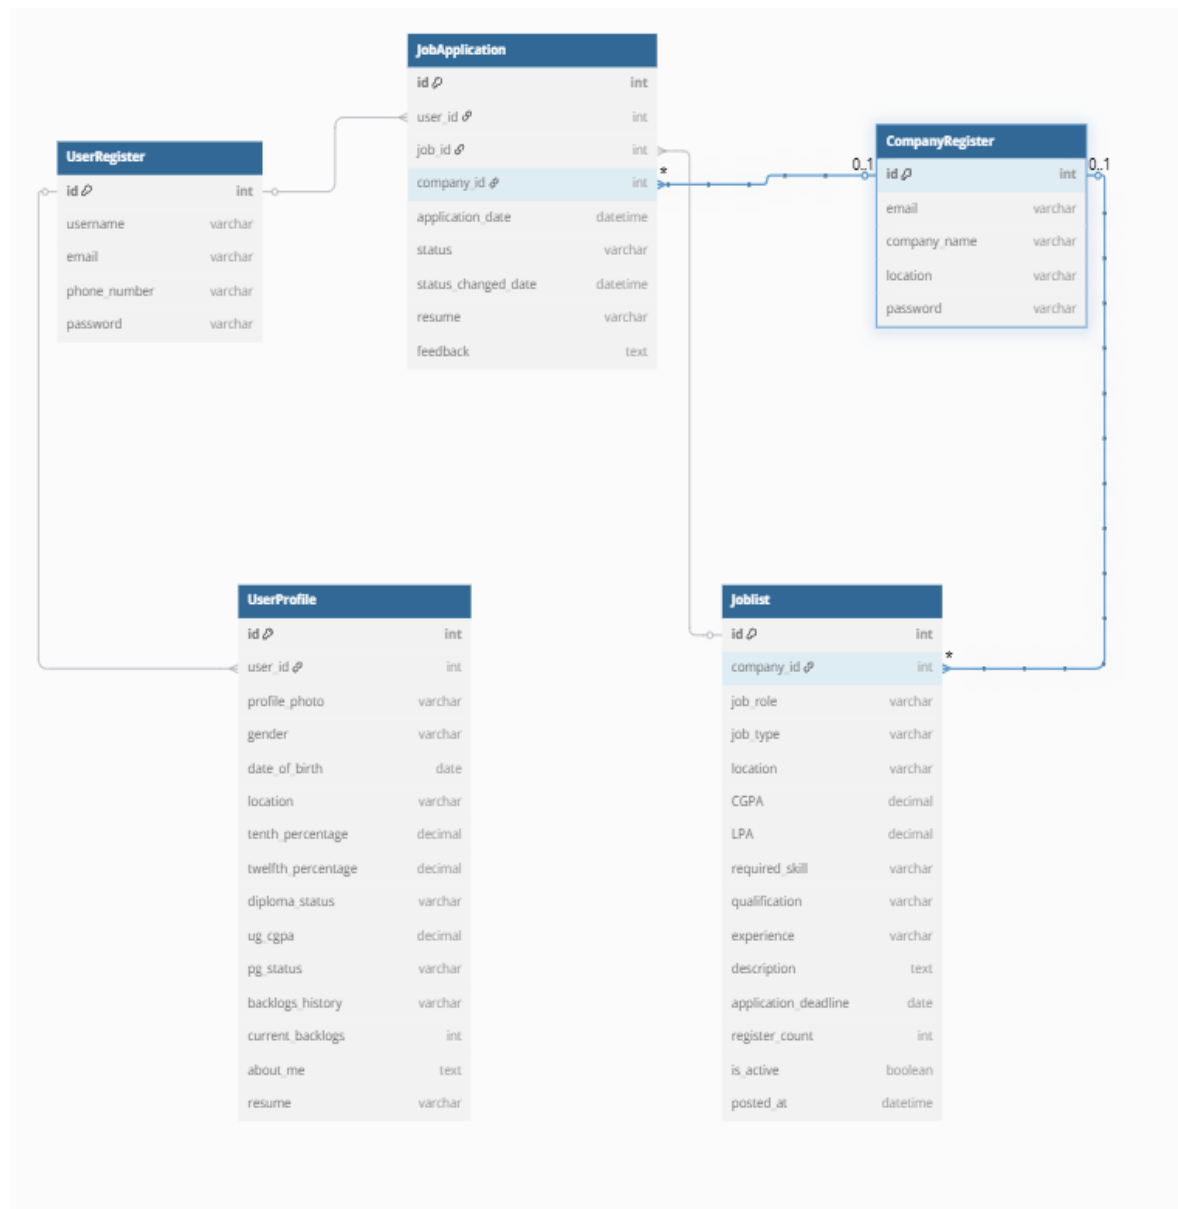 JobApplication
id int
user_id int
job_id int
company_id int
application_date datetime
status varchar
status_changed_date datetime
resume varchar
feedback text
*
0..1
CompanyRegister
id int
email varchar
company_name varchar
location varchar
password varchar
0..1
UserRegister
id int
username varchar
email varchar
phone_number varchar
password varchar
UserProfile
id int
user_id int
profile_photo varchar
gender varchar
date_of_birth date
location varchar
tenth_percentage decimal
twelfth_percentage decimal
diploma_status varchar
ug_cgpa decimal
pg_status varchar
backlogs_history varchar
current_backlogs int
about_me text
resume varchar
Joblist
id int
company_id int
*
job_role varchar
job_type varchar
location varchar
CGPA decimal
LPA decimal
required_skill varchar
qualification varchar
experience varchar
description text
application_deadline date
register_count int
is_active boolean
posted_at datetime